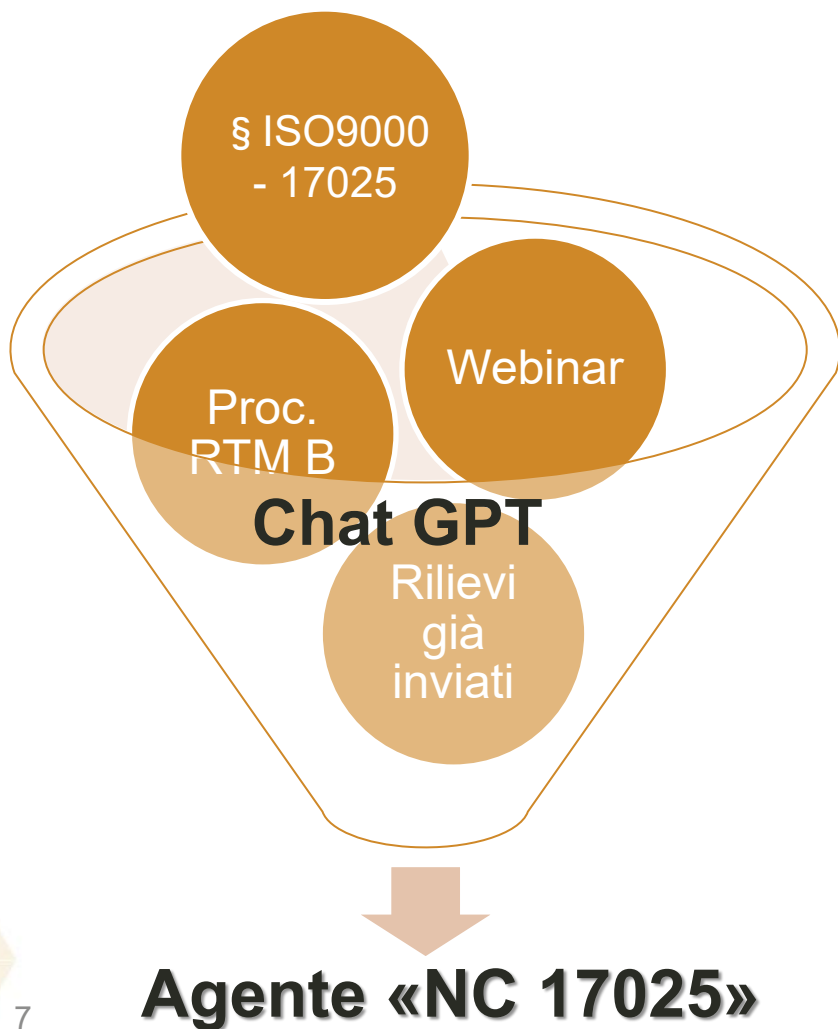 § ISO9000
- 17025
Webinar
Proc.
RTM B
Chat GPT
Rilievi
già
inviati
Agente «NC 17025»
7